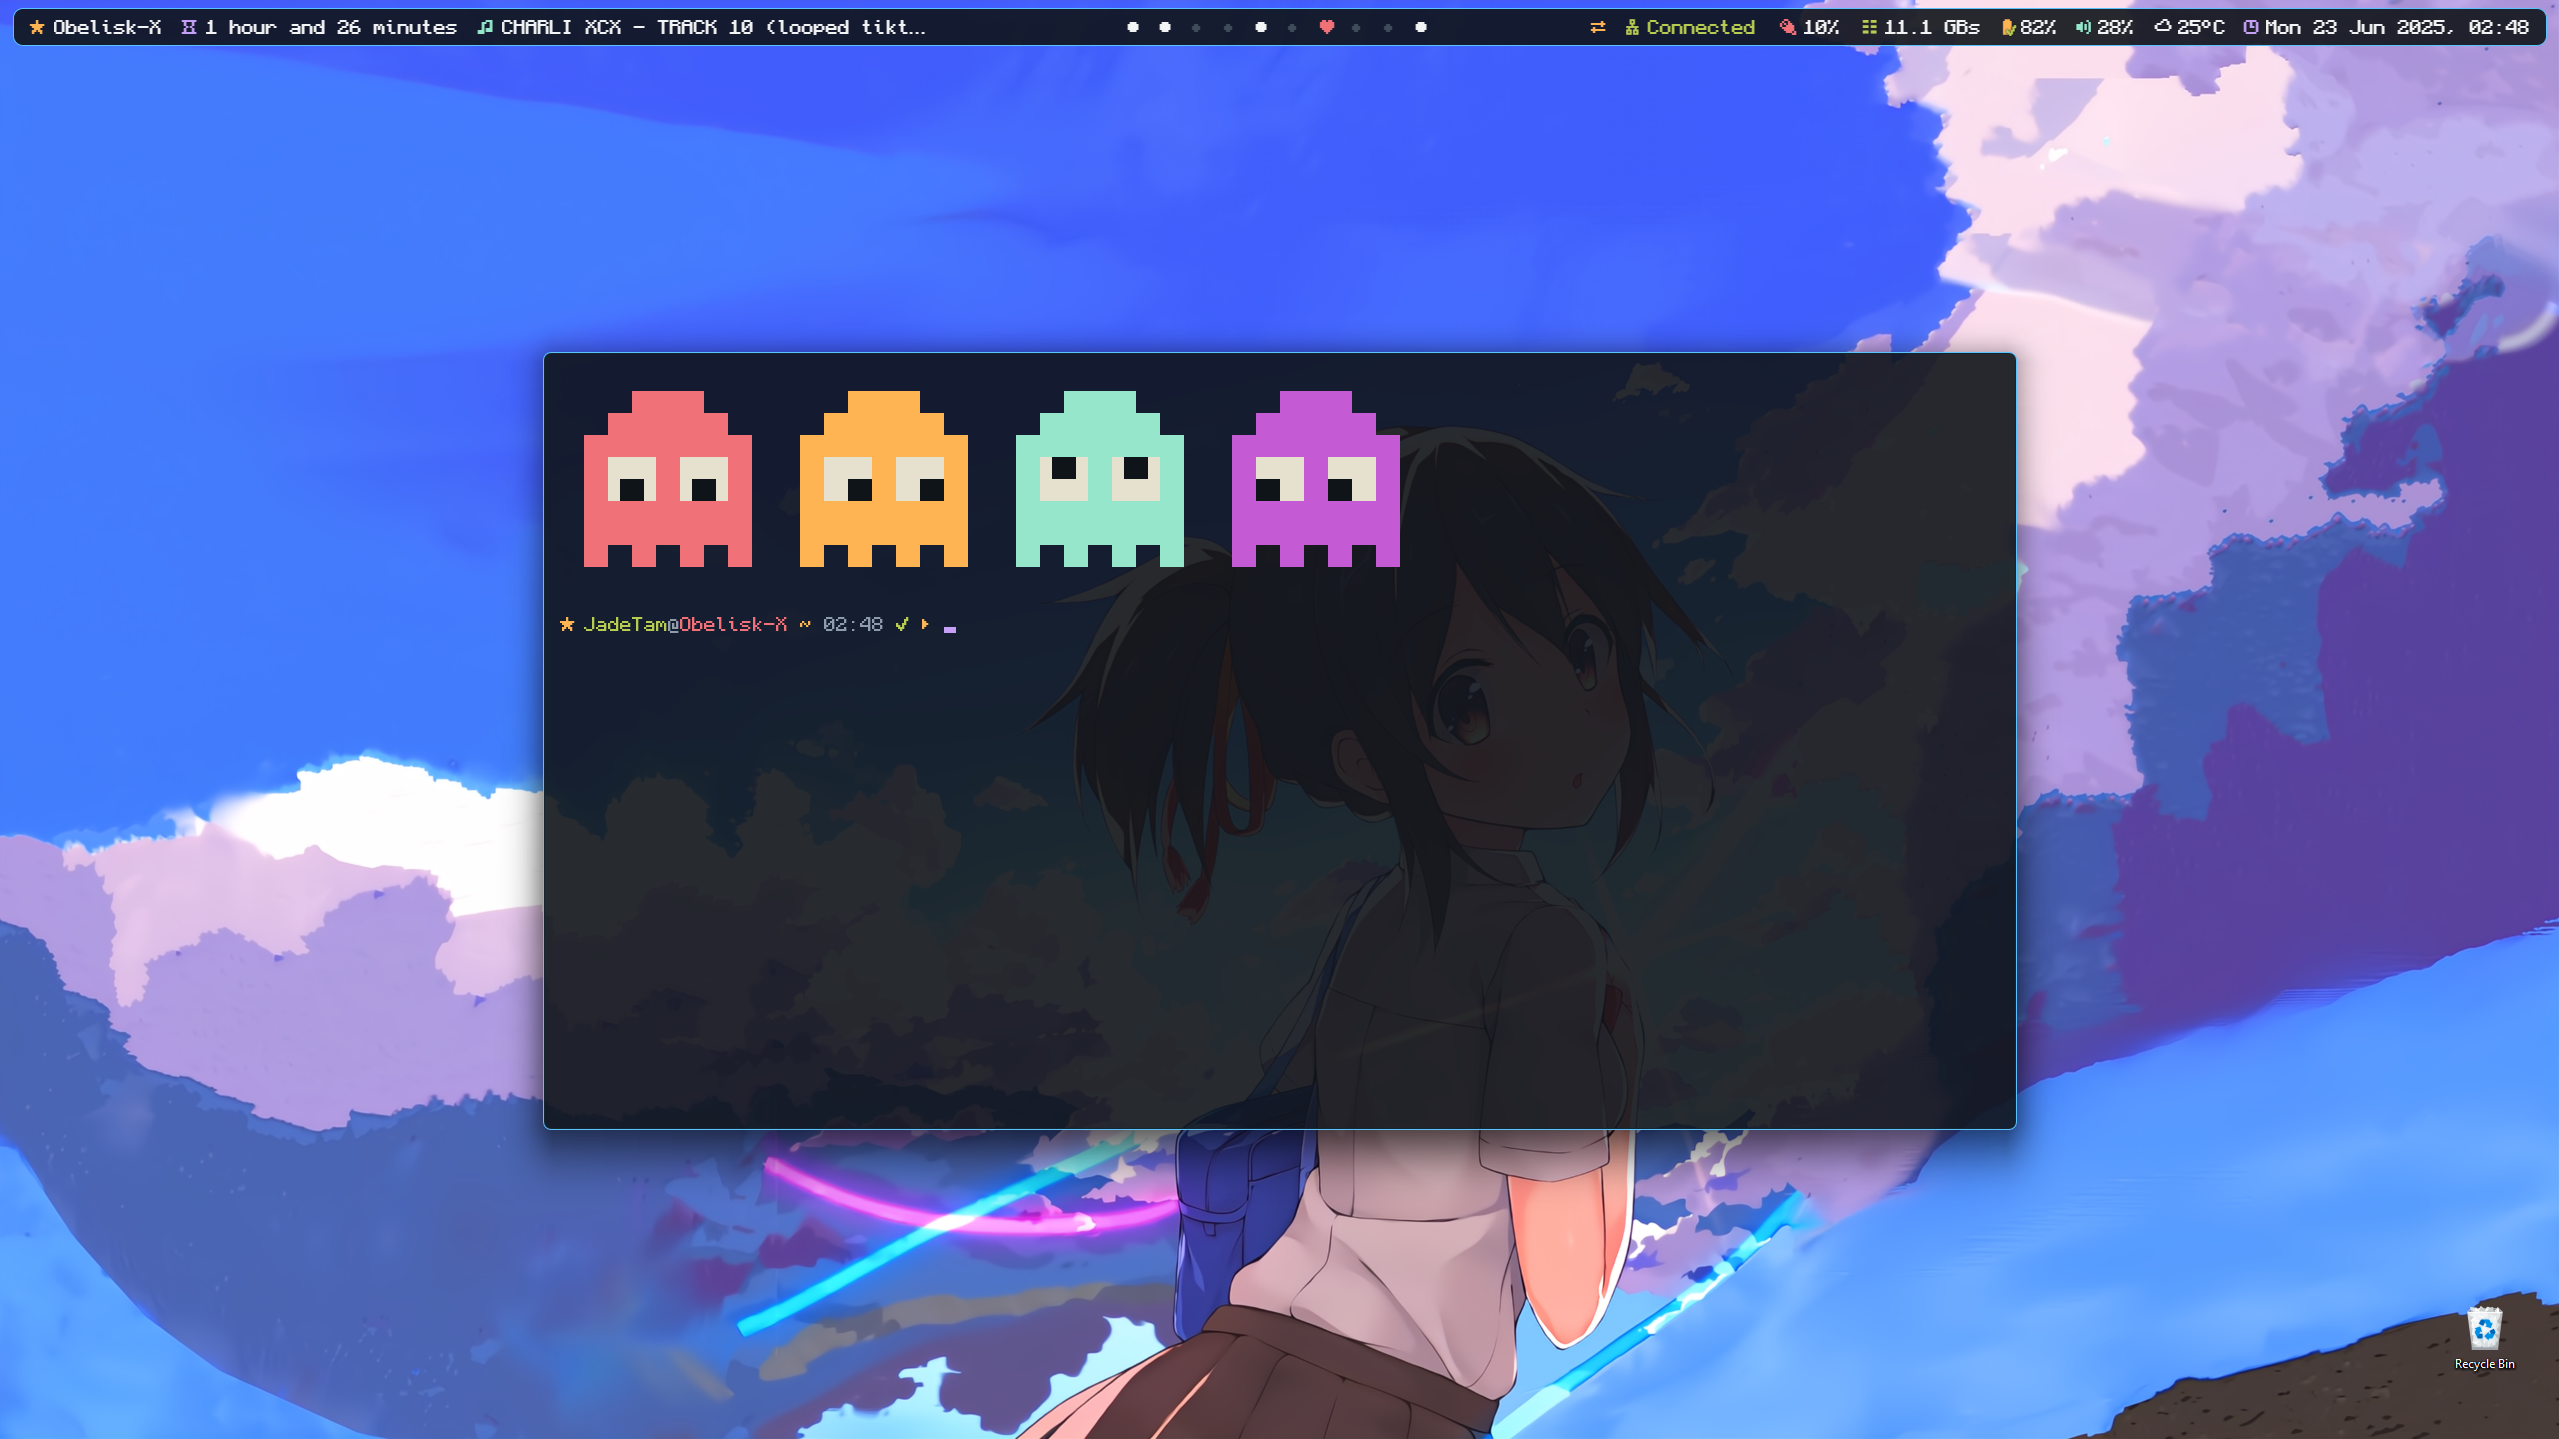 Obelisk-X 1 hour and 26 minutes CHARLI XCX - TRACK 10 (looped tikt... Connected 10% 11.1 GBs 82% 28% 25°C Mon 23 Jun 2025, 02:48
JadeTam@Obelisk-X ~ 02:48
Recycle Bin